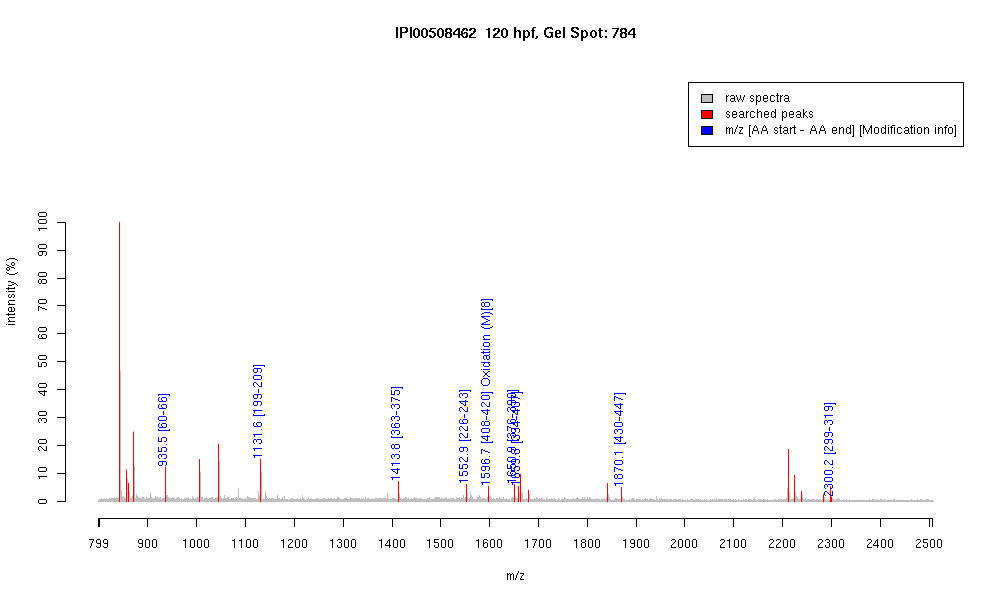 IPI00508462 120 hpf, Gel Spot: 784
raw spectra
searched peaks
m/z [AA start - AA end] [Modification info]
intensity (%)
100
90
80
70
60
50
40
30
20
10
0
935.5 [60-66]
1131.6 [199-209]
1413.8 [363-375]
1552.9 [226-243]
1596.7 [408-420] Oxidation (M)[8]
1870.1 [430-447]
2300.2 [299-319]
799 900 1000 1100 1200 1300 1400 1500 1600 1700 1800 1900 2000 2100 2200 2300 2400 2500
m/z